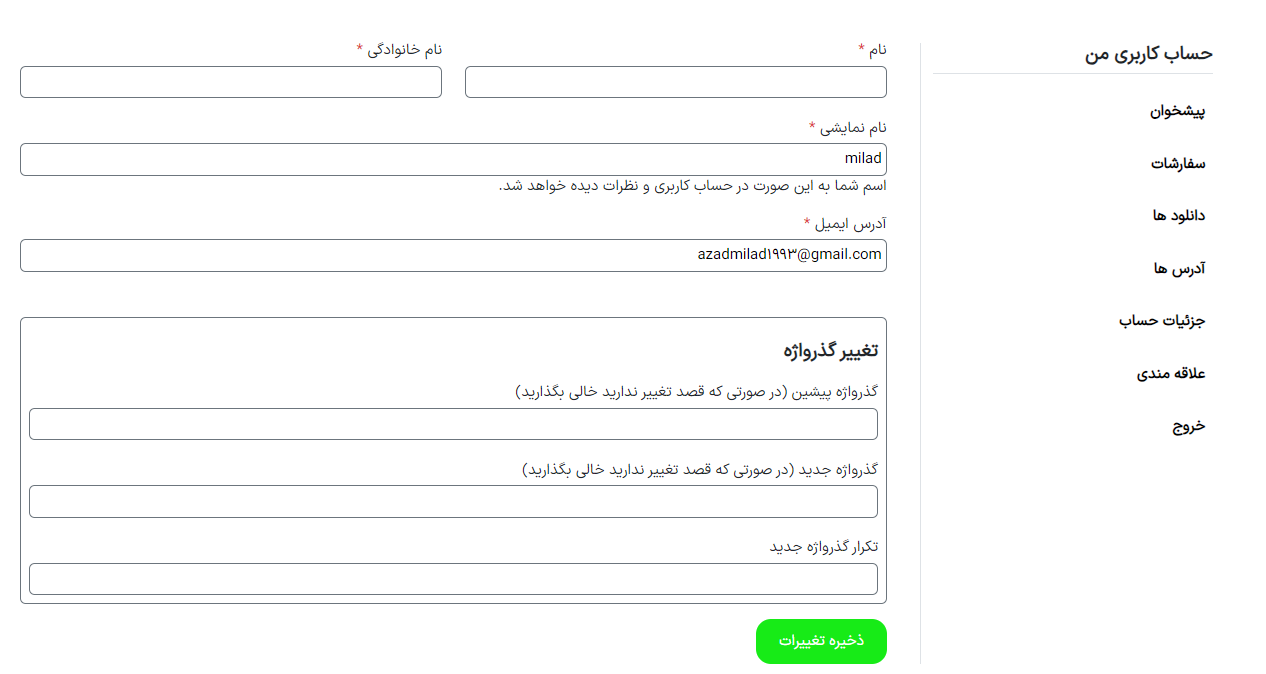 حساب کاربری من
پیشخوان
سفارشات
دانلود ها
آدرس ها
جزئیات حساب
علاقه مندی
خروج
نام *
نام خانوادگی *
نام نمایشی *
milad
اسم شما به این صورت در حساب کاربری و نظرات دیده خواهد شد.
آدرس ایمیل *
azadmilad۱۹۹۳@gmail.com
تغییر گذرواژه
گذرواژه پیشین (در صورتی که قصد تغییر ندارید خالی بگذارید)
گذرواژه جدید (در صورتی که قصد تغییر ندارید خالی بگذارید)
تکرار گذرواژه جدید
ذخیره تغییرات